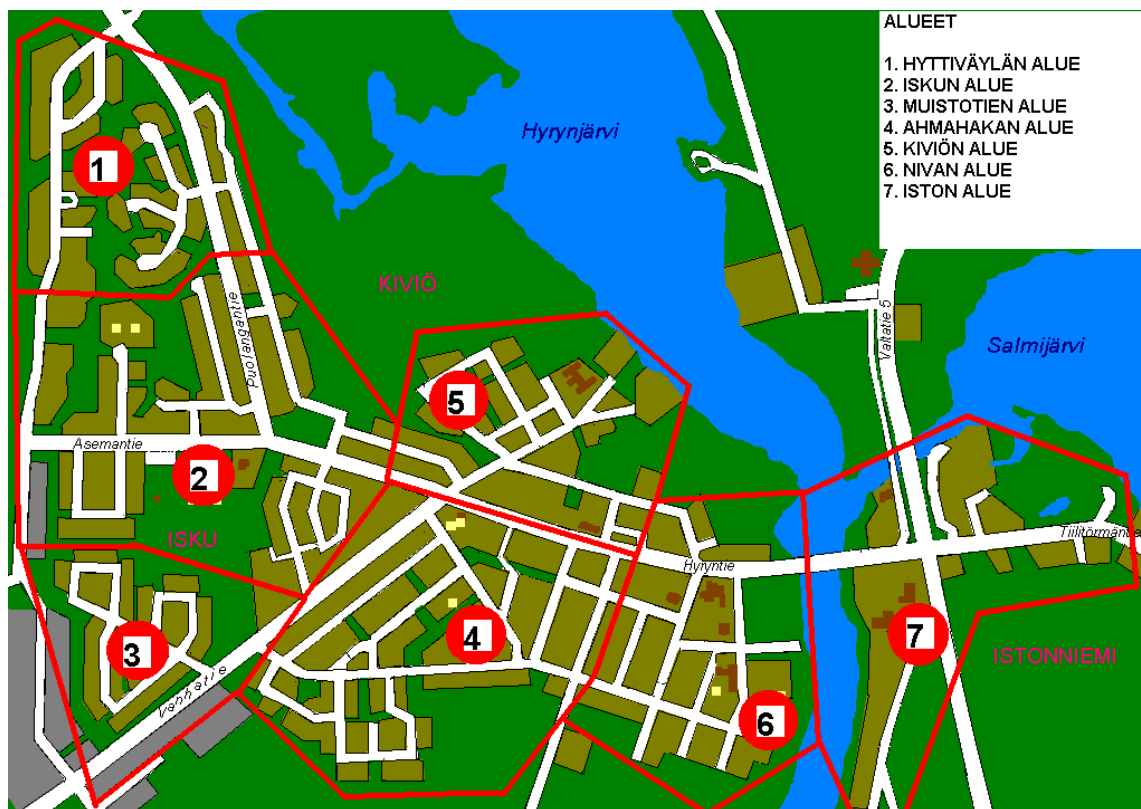 ALUEET
1. HYTTIVÄYLÄN ALUE
2. ISKUN ALUE
3. MUISTOTIEN ALUE
4. AHMAHAKAN ALUE
5. KIVIÖN ALUE
6. NIVAN ALUE
7. ISTON ALUE
Hyrynjärvi
1
KIVIÖ
Puolangantie
Valtatie 5
Salmijärvi
5
Asemantie
2
ISKU
Tiilitörmäntie
Hyryntie
3
4
7
ISTONNIEMI
Vanhatie
6